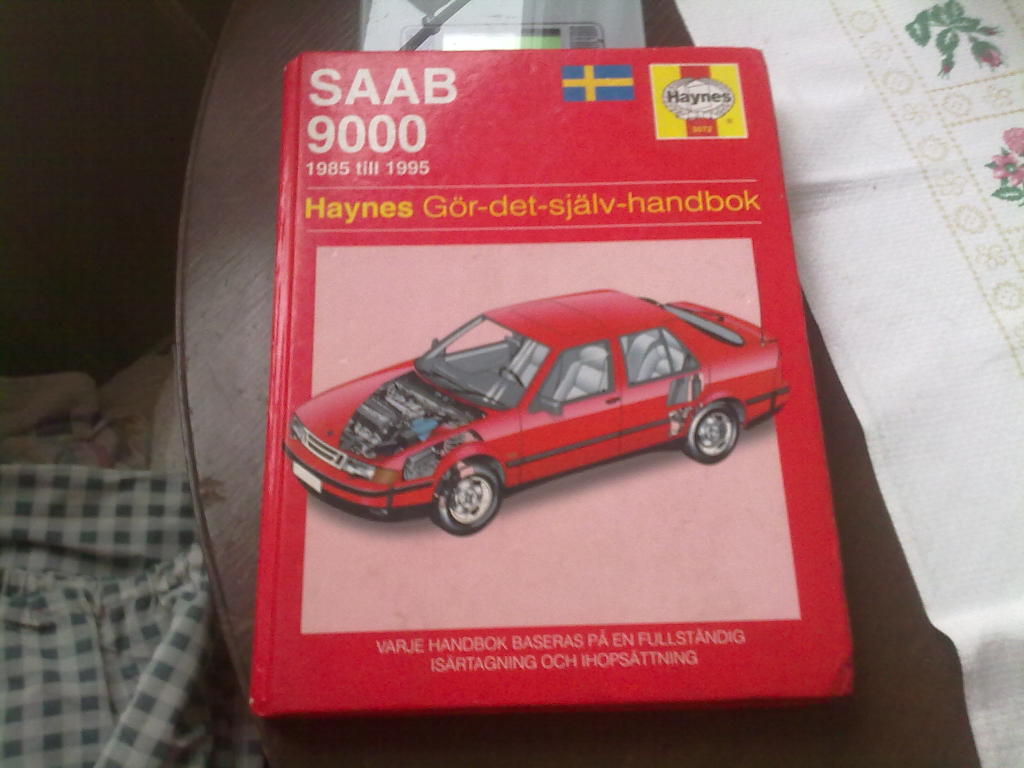 SAAB
9000
1985 till 1995
Haynes
3072
Haynes Gör-det-själv-handbok
VARJE HANDBOK BASERAS PÅ EN FULLSTÄNDIG
ISÄRTAGNING OCH IHOPSÄTTNING